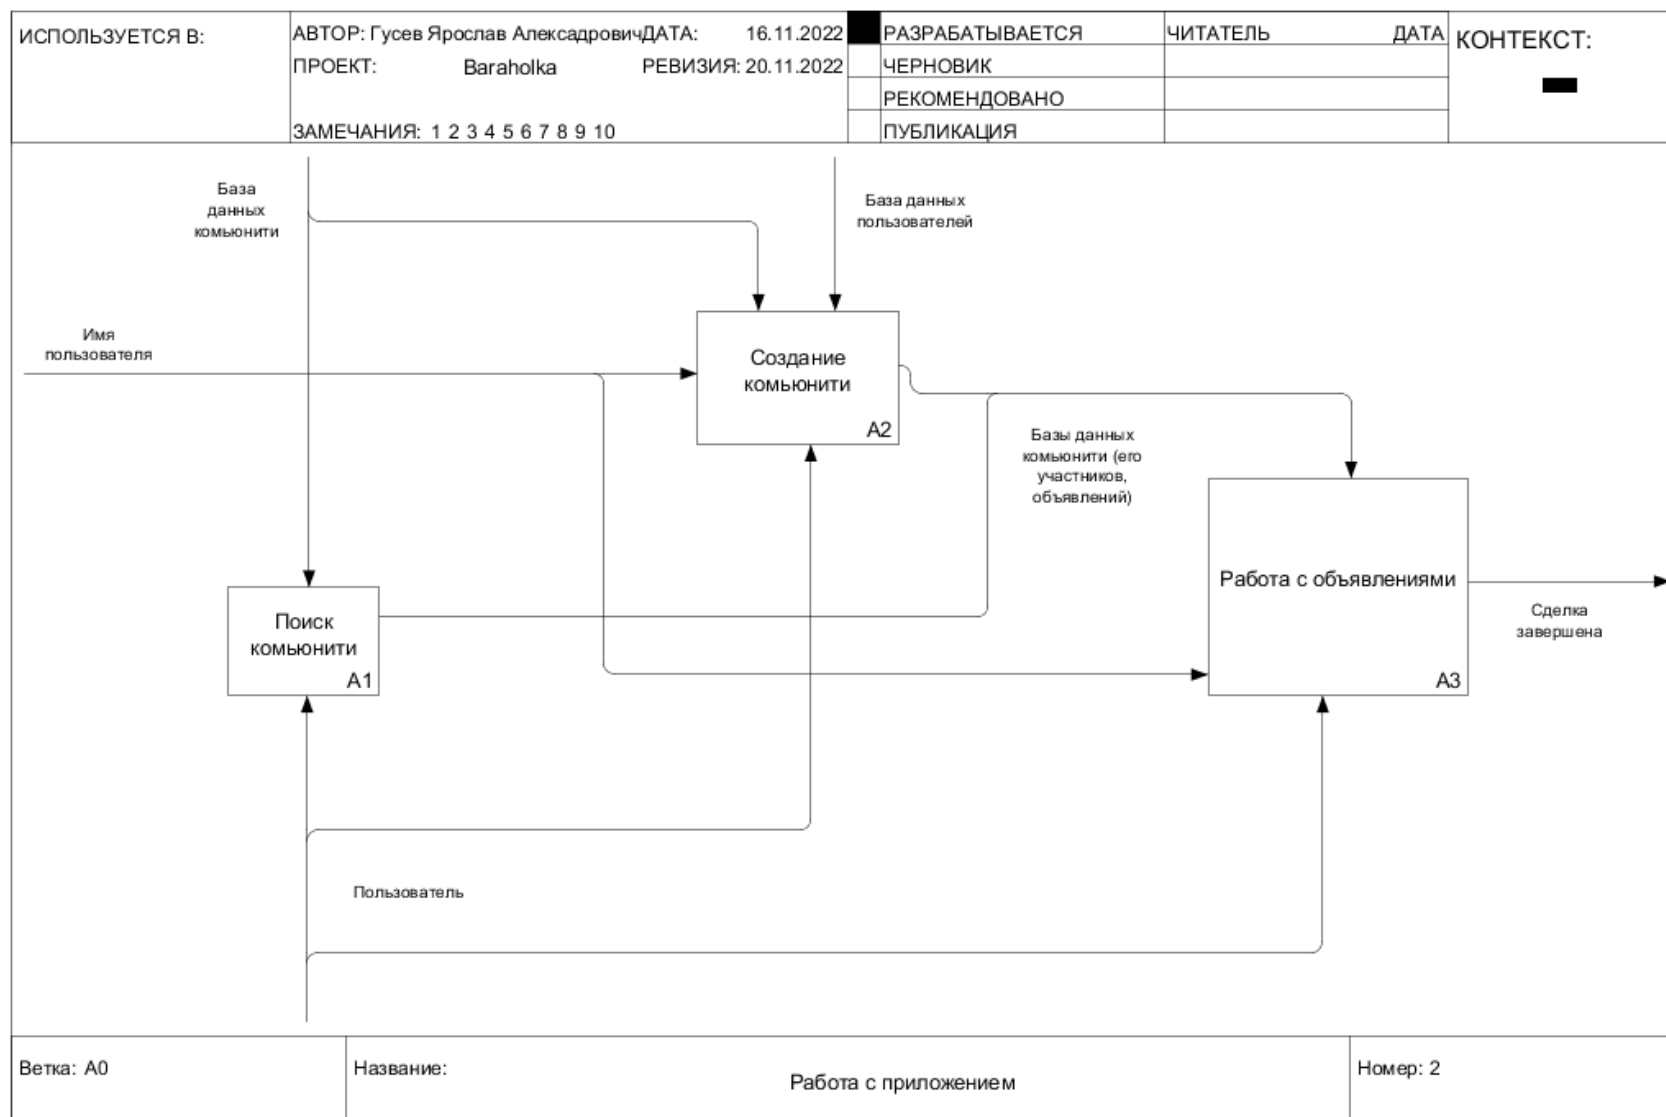 ИСПОЛЬЗУЕТСЯ В:
АВТОР: Гусев Ярослав Алексадрович
ДАТА: 16.11.2022
ПРОЕКТ: Baraholka
РЕВИЗИЯ: 20.11.2022
ЗАМЕЧАНИЯ: 1 2 3 4 5 6 7 8 9 10
РАЗРАБАТЫВАЕТСЯ
ЧЕРНОВИК
РЕКОМЕНДОВАНО
ПУБЛИКАЦИЯ
ЧИТАТЕЛЬ
ДАТА
КОНТЕКСТ:
База
данных
комьюнити
База данных
пользователей
Имя
пользователя
Создание
комьюнити
A2
Базы данных
комьюнити (его
участников,
объявлений)
Работа с объявлениями
A3
Сделка
завершена
Поиск
комьюнити
A1
Пользователь
Ветка: A0
Название:
Работа с приложением
Номер: 2